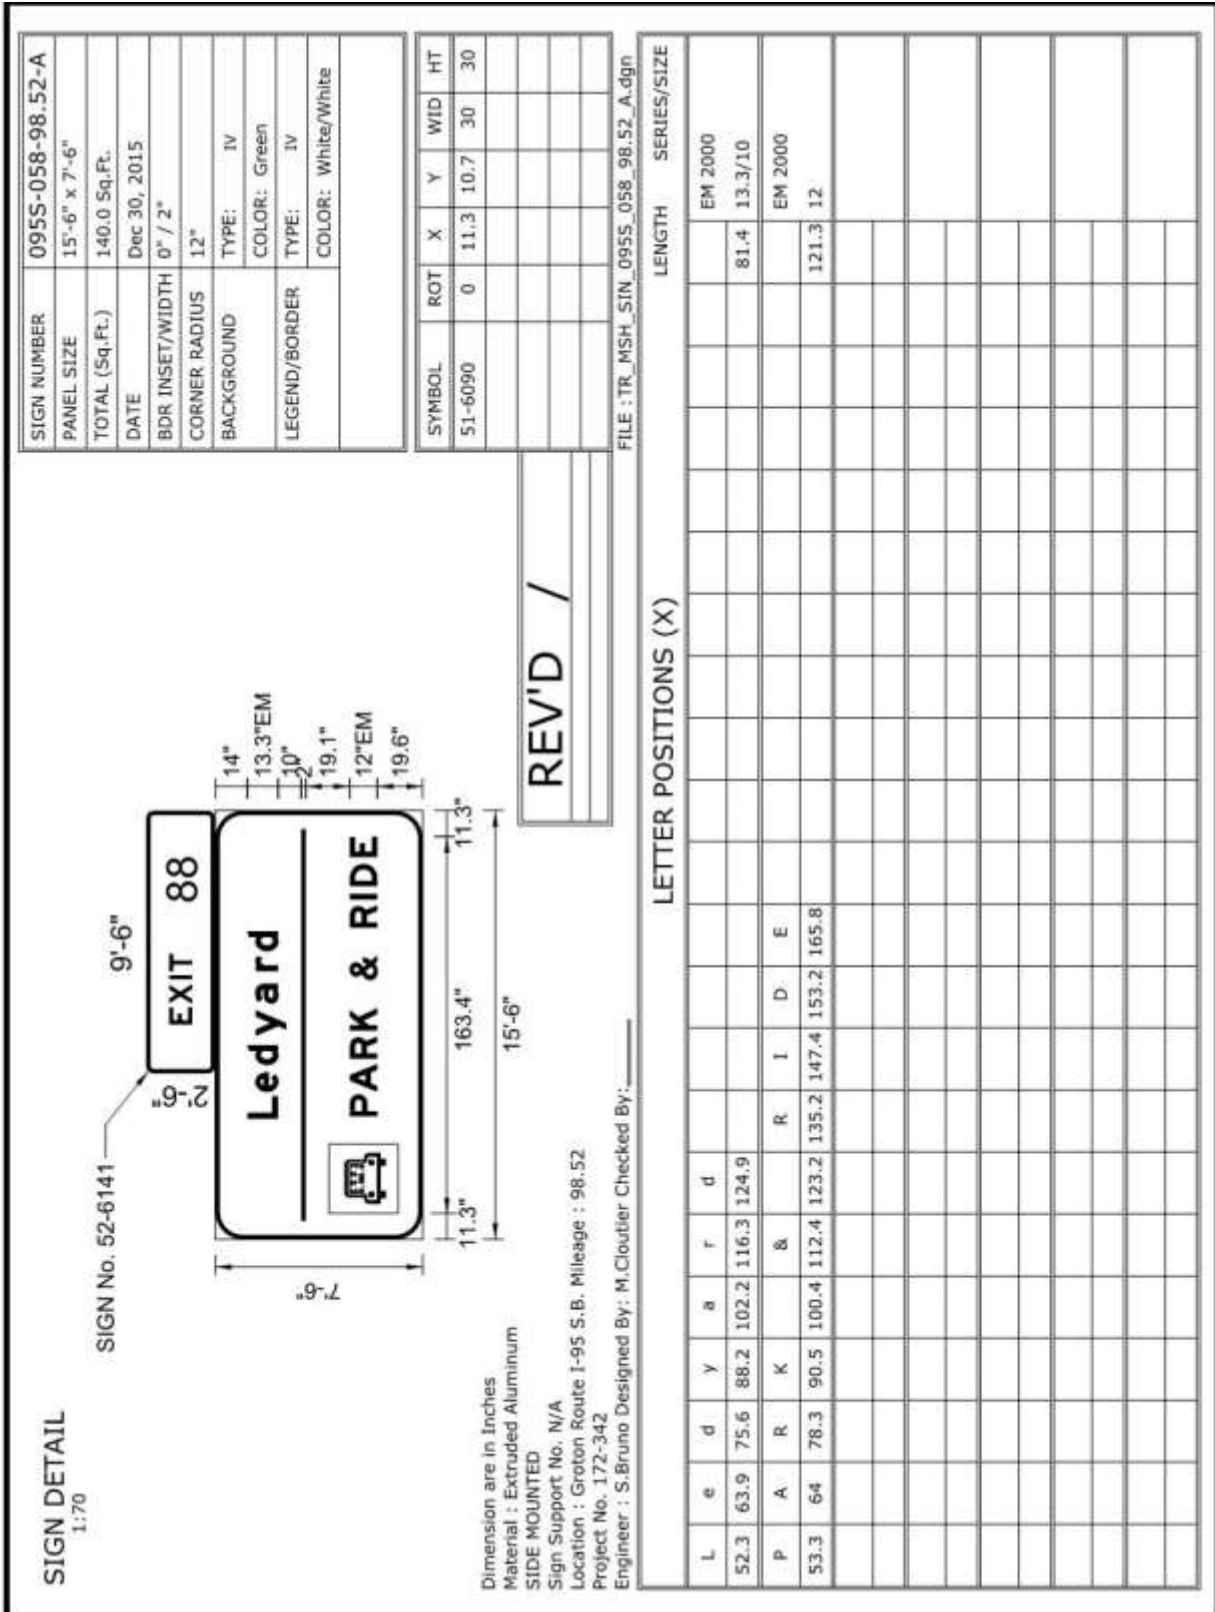 SIGN DETAIL
1:70
SIGN No. 52-6141
9'-6"
2'-6"
EXIT 88
Ledyard
PARK & RIDE
7'-6"
14"
13.3"EM
10"
2"
19.1"
12"EM
19.6"
11.3" 163.4" 11.3"
15'-6"
SIGN NUMBER 095S-058-98.52-A
PANEL SIZE 15'-6" x 7'-6"
TOTAL (Sq.Ft.) 140.0 Sq.Ft.
DATE Dec 30, 2015
BDR INSET/WIDTH 0" / 2"
CORNER RADIUS 12"
BACKGROUND TYPE: IV
COLOR: Green
LEGEND/BORDER TYPE: IV
COLOR: White/White
SYMBOL ROT X Y WID HT
51-6090 0 11.3 10.7 30 30
Dimension are in Inches
Material : Extruded Aluminum
SIDE MOUNTED
Sign Support No. N/A
Location : Groton Route I-95 S.B. Mileage : 98.52
Project No. 172-342
Engineer : S.Bruno Designed By: M.Cloutier Checked By:
REV'D /
FILE : TR_MSH_SIN_095S_058_98.52_A.dgn
LETTER POSITIONS (X) LENGTH SERIES/SIZE
L e d y a r d EM 2000
52.3 63.9 75.6 88.2 102.2 116.3 124.9 81.4 13.3/10
P A R K & R I D E EM 2000
53.3 64 78.3 90.5 100.4 112.4 123.2 135.2 147.4 153.2 165.8 121.3 12